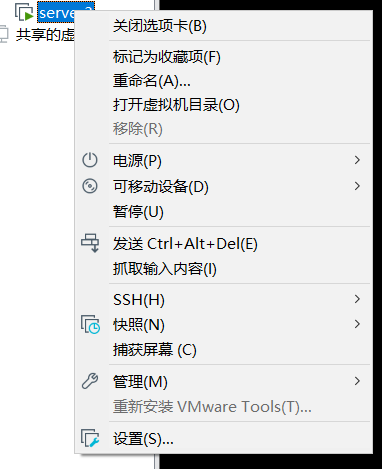 server2
共享的虚
关闭选项卡(B)
标记为收藏项(F)
重命名(A)...
打开虚拟机目录(O)
移除(R)
电源(P)
可移动设备(D)
暂停(U)
发送 Ctrl+Alt+Del(E)
抓取输入内容(I)
SSH(H)
快照(N)
捕获屏幕 (C)
管理(M)
重新安装 VMware Tools(T)...
设置(S)...